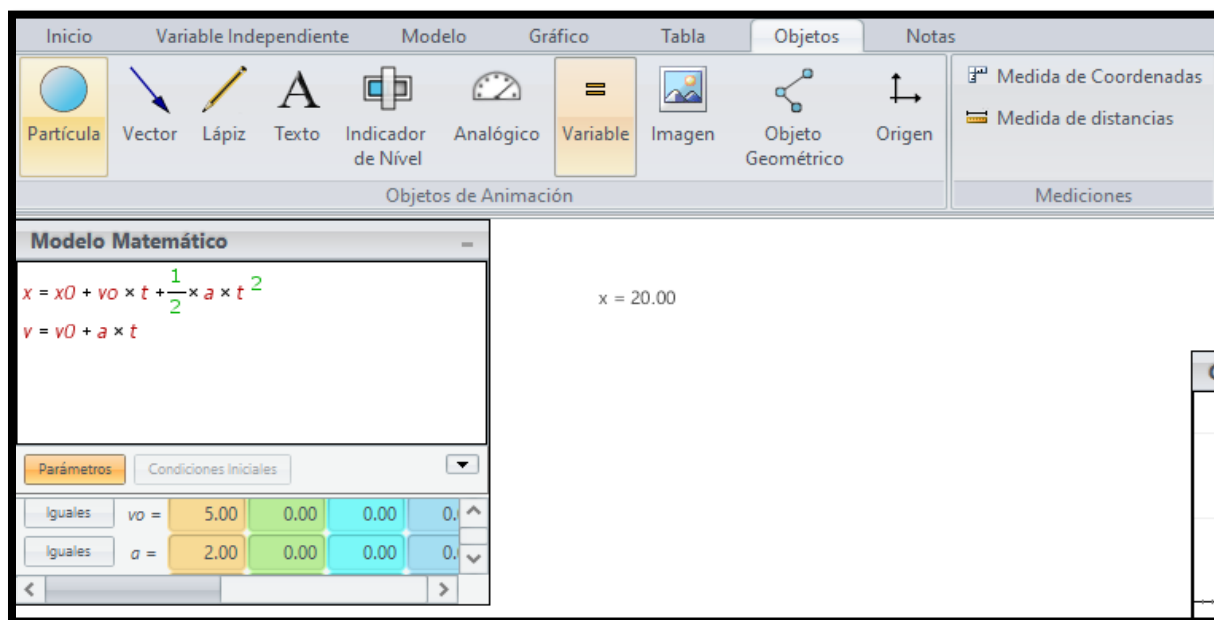 Inicio Variable Independiente Modelo Gráfico Tabla Objetos Notas
Partícula Vector Lápiz Texto Indicador de Nivel Analógico = Variable Imagen Objeto Geométrico Origen
Objetos de Animación
Medida de Coordenadas
Medida de distancias
Mediciones
Modelo Matemático
x = x0 + vo × t + 1/2 × a × t 2
v = v0 + a × t
Parámetros Condiciones Iniciales
Iguales vo = 5.00 0.00 0.00
Iguales a = 2.00 0.00 0.00
x = 20.00